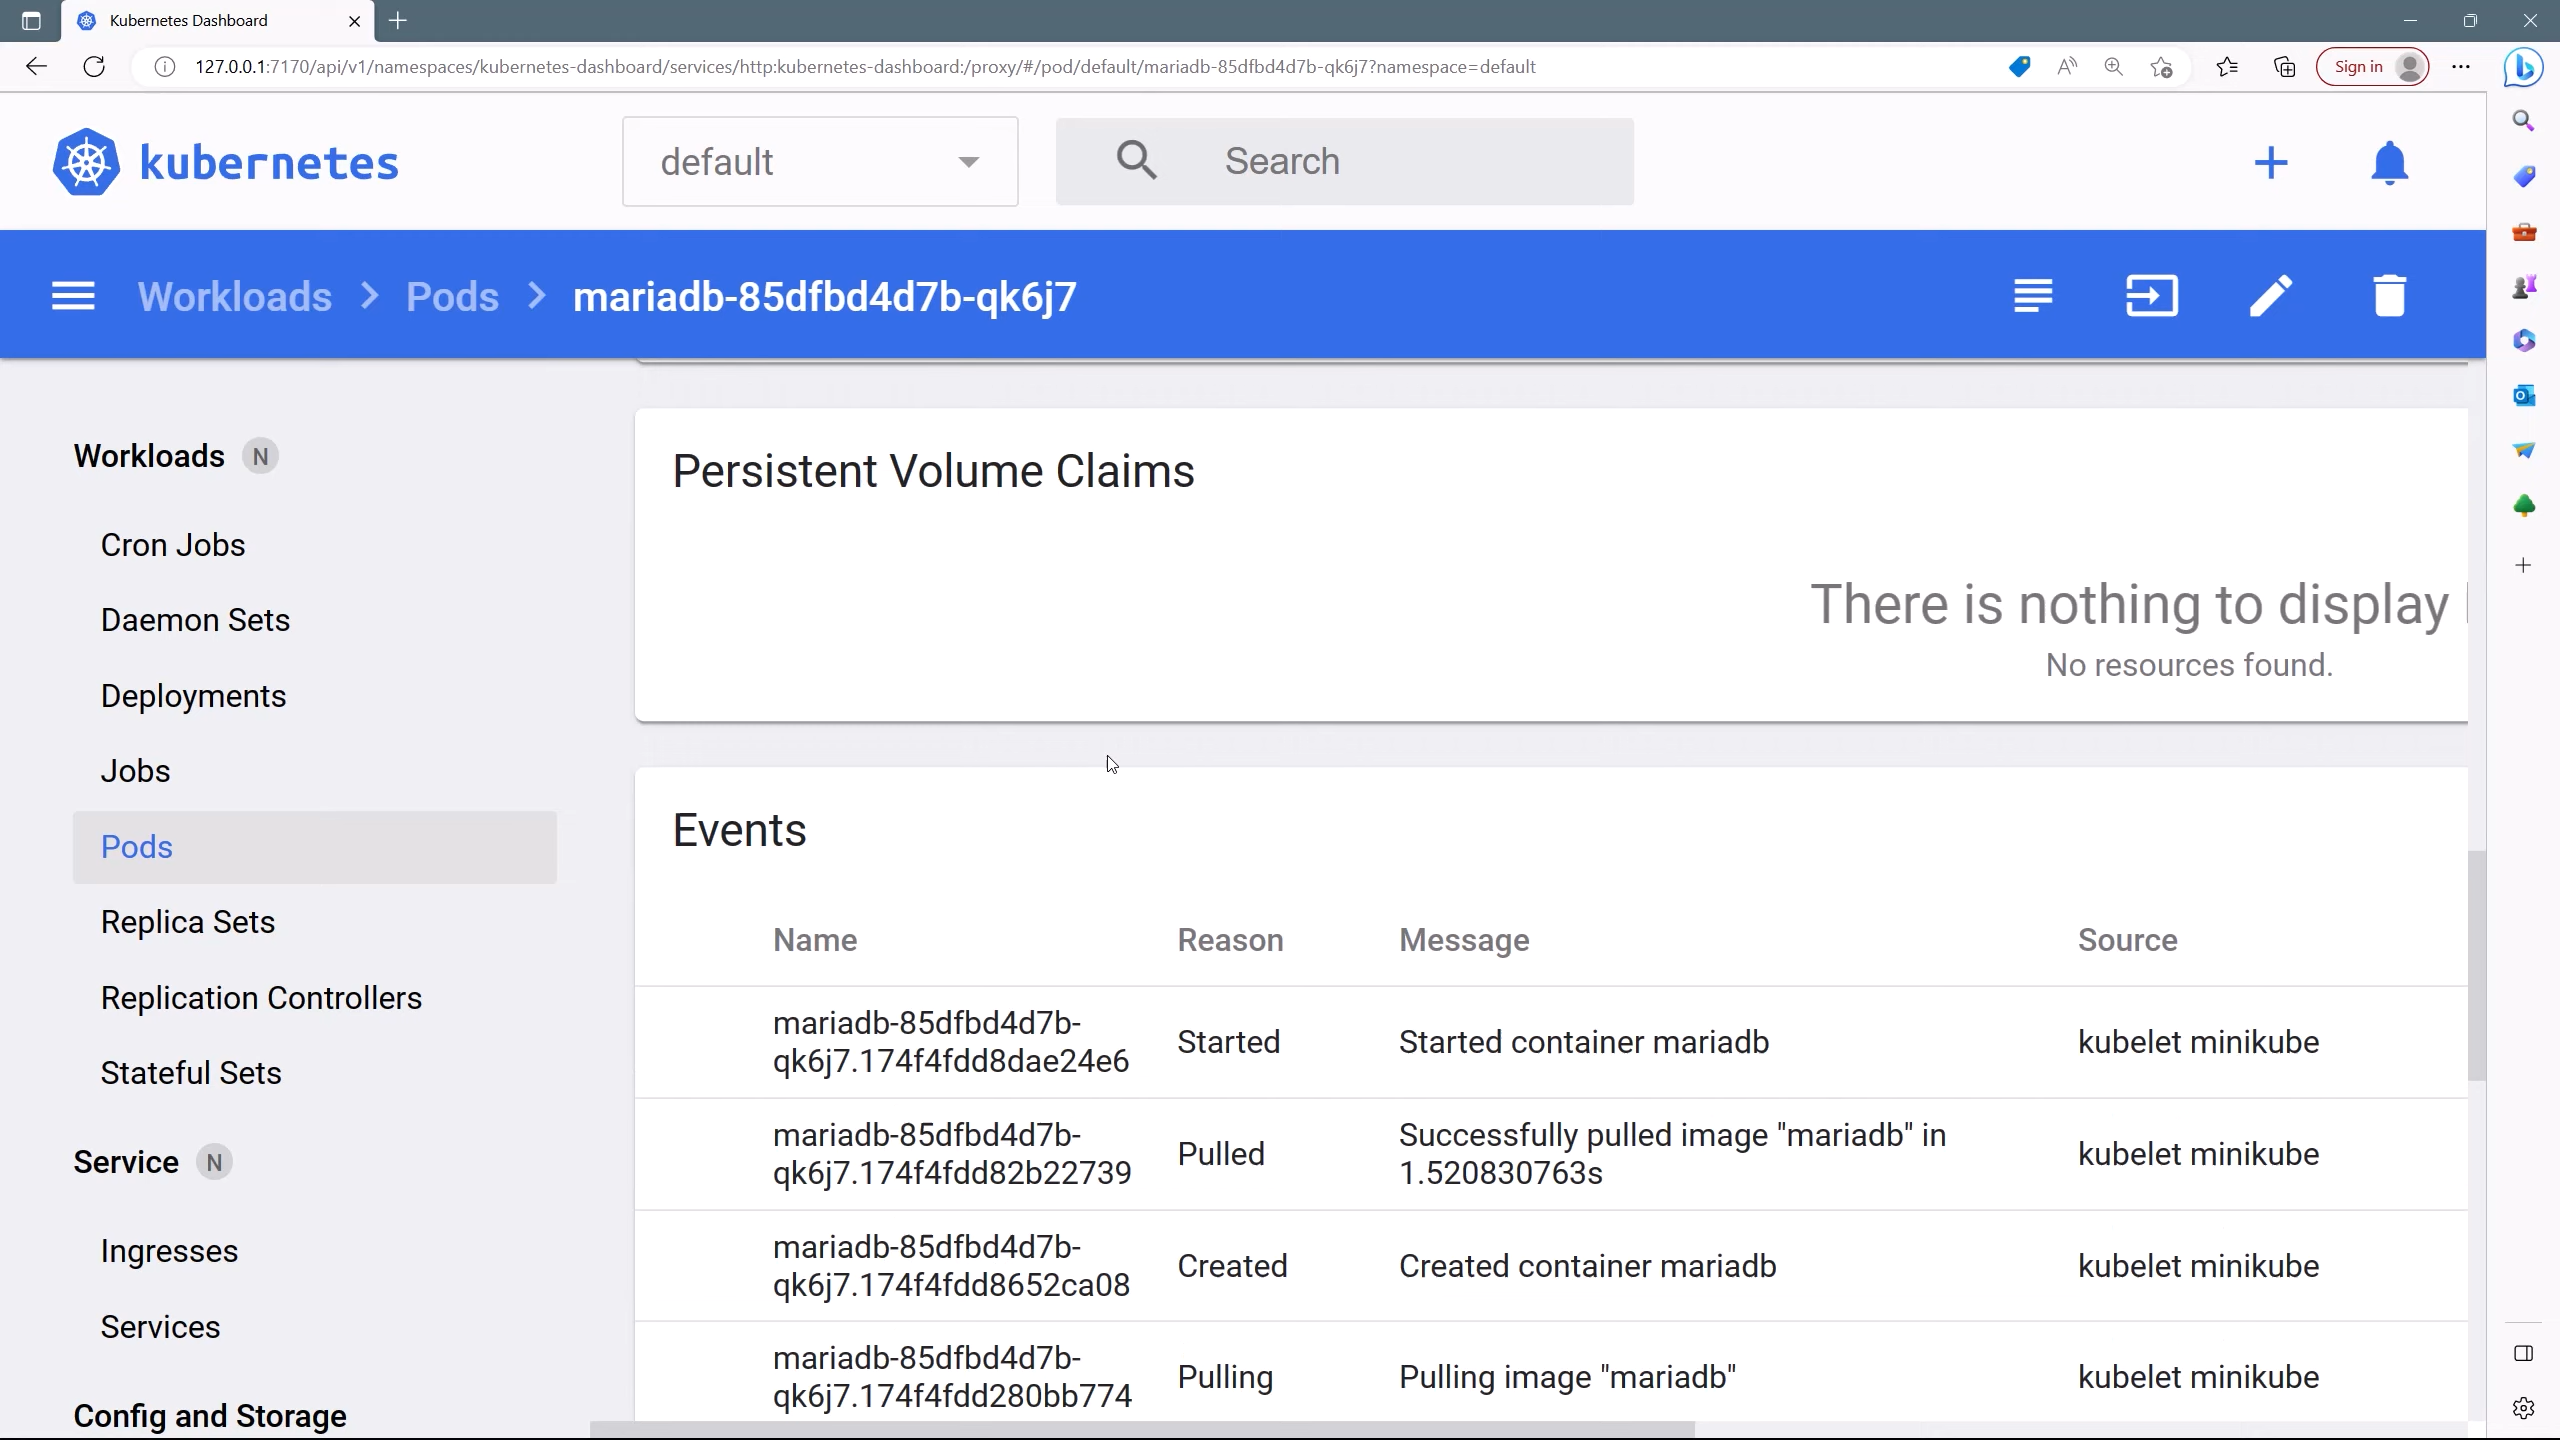 Kubernetes Dashboard
127.0.0.1:7170/api/v1/namespaces/kubernetes-dashboard/services/http:kubernetes-dashboard:/proxy/#/pod/default/mariadb-85dfbd4d7b-qk6j7?namespace=default
Sign in
kubernetes
default
Search
Workloads > Pods > mariadb-85dfbd4d7b-qk6j7
Workloads N
Cron Jobs
Daemon Sets
Deployments
Jobs
Pods
Replica Sets
Replication Controllers
Stateful Sets
Service N
Ingresses
Services
Config and Storage
Persistent Volume Claims
There is nothing to display
No resources found.
Events
Name Reason Message Source
mariadb-85dfbd4d7b-
qk6j7.174f4fdd8dae24e6 Started Started container mariadb kubelet minikube
mariadb-85dfbd4d7b-
qk6j7.174f4fdd82b22739 Pulled Successfully pulled image "mariadb" in
1.520830763s kubelet minikube
mariadb-85dfbd4d7b-
qk6j7.174f4fdd8652ca08 Created Created container mariadb kubelet minikube
mariadb-85dfbd4d7b-
qk6j7.174f4fdd280bb774 Pulling Pulling image "mariadb" kubelet minikube